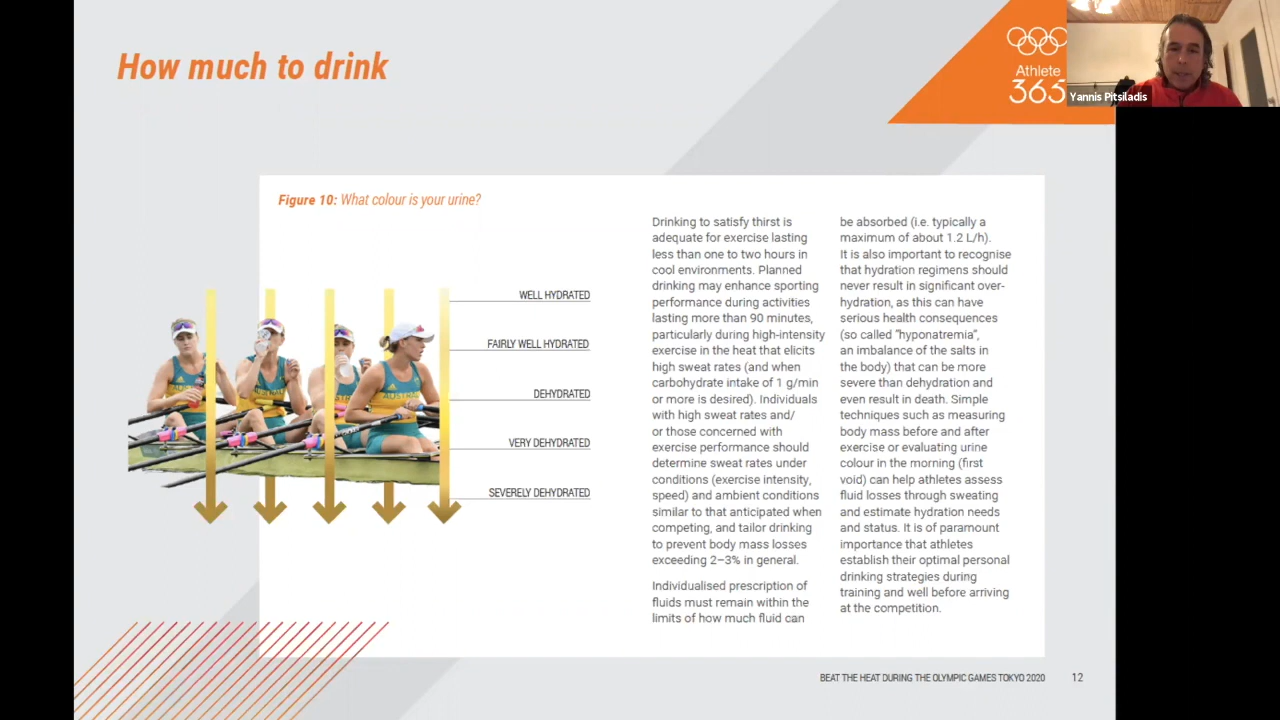 How much to drink
Athlete
365
Yannis Pitsiladis
Figure 10: What colour is your urine?
WELL HYDRATED
FAIRLY WELL HYDRATED
DEHYDRATED
VERY DEHYDRATED
SEVERELY DEHYDRATED
Drinking to satisfy thirst is
adequate for exercise lasting
less than one to two hours in
cool environments. Planned
drinking may enhance sporting
performance during activities
lasting more than 90 minutes,
particularly during high-intensity
exercise in the heat that elicits
high sweat rates (and when
carbohydrate intake of 1 g/min
or more is desired). Individuals
with high sweat rates and/
or those concerned with
exercise performance should
determine sweat rates under
conditions (exercise intensity,
speed) and ambient conditions
similar to that anticipated when
competing, and tailor drinking
to prevent body mass losses
exceeding 2–3% in general.
Individualised prescription of
fluids must remain within the
limits of how much fluid can
be absorbed (i.e. typically a
maximum of about 1.2 L/h).
It is also important to recognise
that hydration regimens should
never result in significant over-
hydration, as this can have
serious health consequences
(so called "hyponatremia",
an imbalance of the salts in
the body) that can be more
severe than dehydration and
even result in death. Simple
techniques such as measuring
body mass before and after
exercise or evaluating urine
colour in the morning (first
void) can help athletes assess
fluid losses through sweating
and estimate hydration needs
and status. It is of paramount
importance that athletes
establish their optimal personal
drinking strategies during
training and well before arriving
at the competition.
BEAT THE HEAT DURING THE OLYMPIC GAMES TOKYO 2020
12